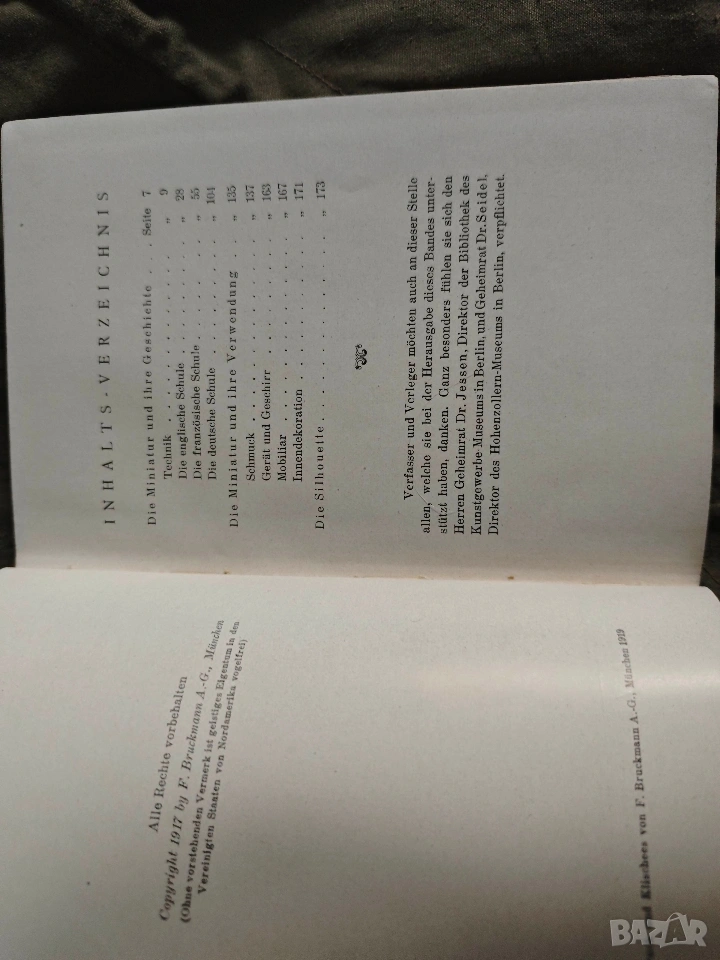 Alle Rechte vorbehalten
Copyright 1917 by F. Bruckmann A.-G., München
(Ohne vorstehenden Vermerk ist geistiges Eigentum in den
Vereinigten Staaten von Nordamerika vogelfrei)
Klischees von F. Bruckmann A.-G., München 1919
INHALTS-VERZEICHNIS
Die Miniatur und ihre Geschichte . . Seite 7
Technik . . . . . . . . . . „ 9
Die englische Schule . . . . . . „ 28
Die französische Schule . . . . . „ 55
Die deutsche Schule . . . . . . „ 104
Die Miniatur und ihre Verwendung . . „ 135
Schmuck . . . . . . . . . . „ 137
Gerät und Geschirr . . . . . . „ 163
Mobiliar . . . . . . . . . . „ 167
Innendekoration . . . . . . . „ 171
Die Silhouette . . . . . . . . . „ 173
Verfasser und Verleger möchten auch an dieser Stelle
allen, welche sie bei der Herausgabe dieses Bandes unter-
stützt haben, danken. Ganz besonders fühlen sie sich den
Herren Geheimrat Dr. Jessen, Direktor der Bibliothek des
Kunstgewerbe-Museums in Berlin, und Geheimrat Dr. Seidel,
Direktor des Hohenzollern-Museums in Berlin, verpflichtet.
BAZAR